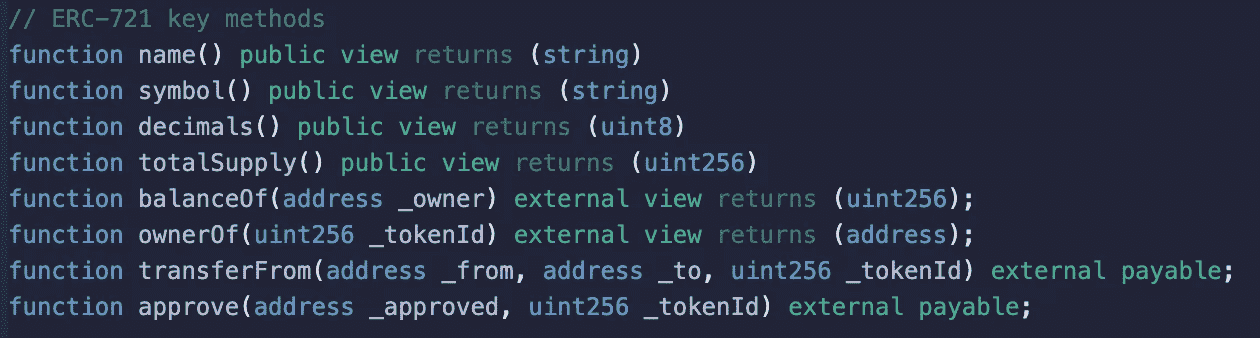 // ERC-721 key methods
function name() public view returns (string)
function symbol() public view returns (string)
function decimals() public view returns (uint8)
function totalSupply() public view returns (uint256)
function balanceOf(address _owner) external view returns (uint256);
function ownerOf(uint256 _tokenId) external view returns (address);
function transferFrom(address _from, address _to, uint256 _tokenId) external payable;
function approve(address _approved, uint256 _tokenId) external payable;